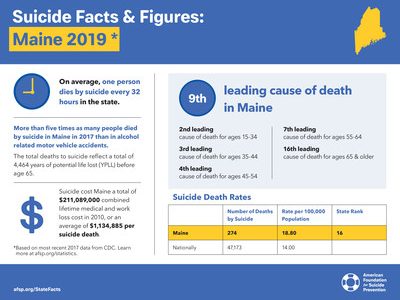 Suicide Facts & Figures:
Maine 2019 *
On average, one person
dies by suicide every 32
hours in the state.
More than five times as many people died
by suicide in Maine in 2017 than in alcohol
related motor vehicle accidents.
The total deaths to suicide reflect a total of
4,464 years of potential life lost (YPLL) before
age 65.
$
Suicide cost Maine a total of
$211,089,000 combined
lifetime medical and work
loss cost in 2010, or an
average of $1,134,885 per
suicide death.
*Based on most recent 2017 data from CDC. Learn
more at afsp.org/statistics.
9th
leading cause of death
in Maine
2nd leading
cause of death for ages 15-34
3rd leading
cause of death for ages 35-44
4th leading
cause of death for ages 45-54
7th leading
cause of death for ages 55-64
16th leading
cause of death for ages 65 & older
Suicide Death Rates
Number of Deaths by Suicide Rate per 100,000 Population State Rank
Maine 274 18.80 16
Nationally 47,173 14.00
afsp.org/StateFacts
American
Foundation
for Suicide
Prevention